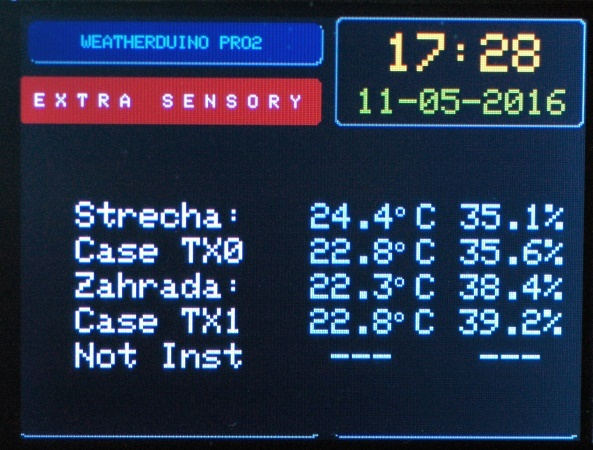 WEATHERDUINO PRO2
17:28
EXTRA SENSORY
11-05-2016
Strecha: 24.4°C 35.1%
Case TX0 22.8°C 35.6%
Zahrada: 22.3°C 38.4%
Case TX1 22.8°C 39.2%
Not Inst --- ---